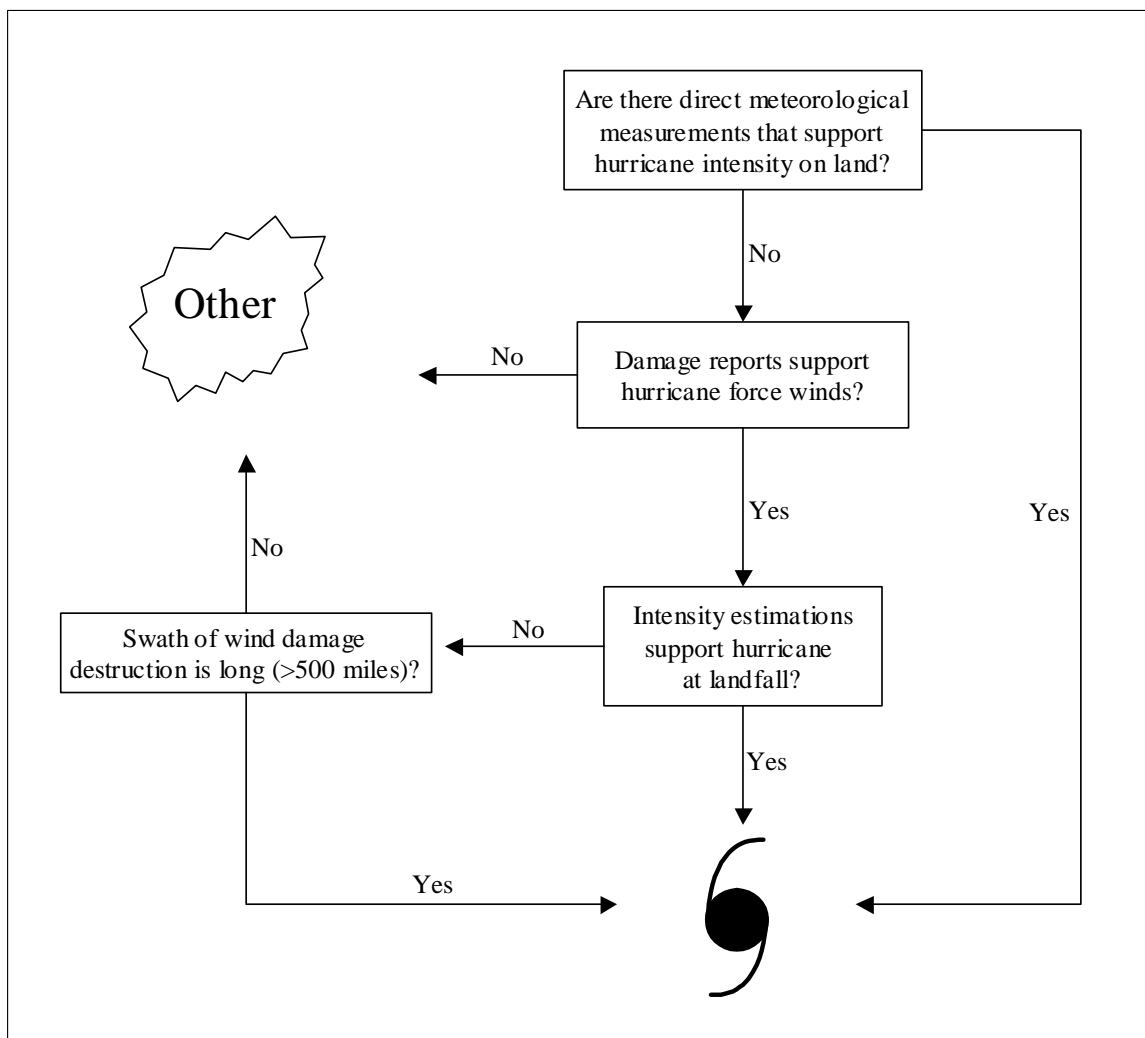 Are there direct meteorological
measurements that support
hurricane intensity on land?
No
Other
No
Damage reports support
hurricane force winds?
Yes
Yes
No
Swath of wind damage
destruction is long (>500 miles)?
No
Intensity estimations
support hurricane
at landfall?
Yes
Yes